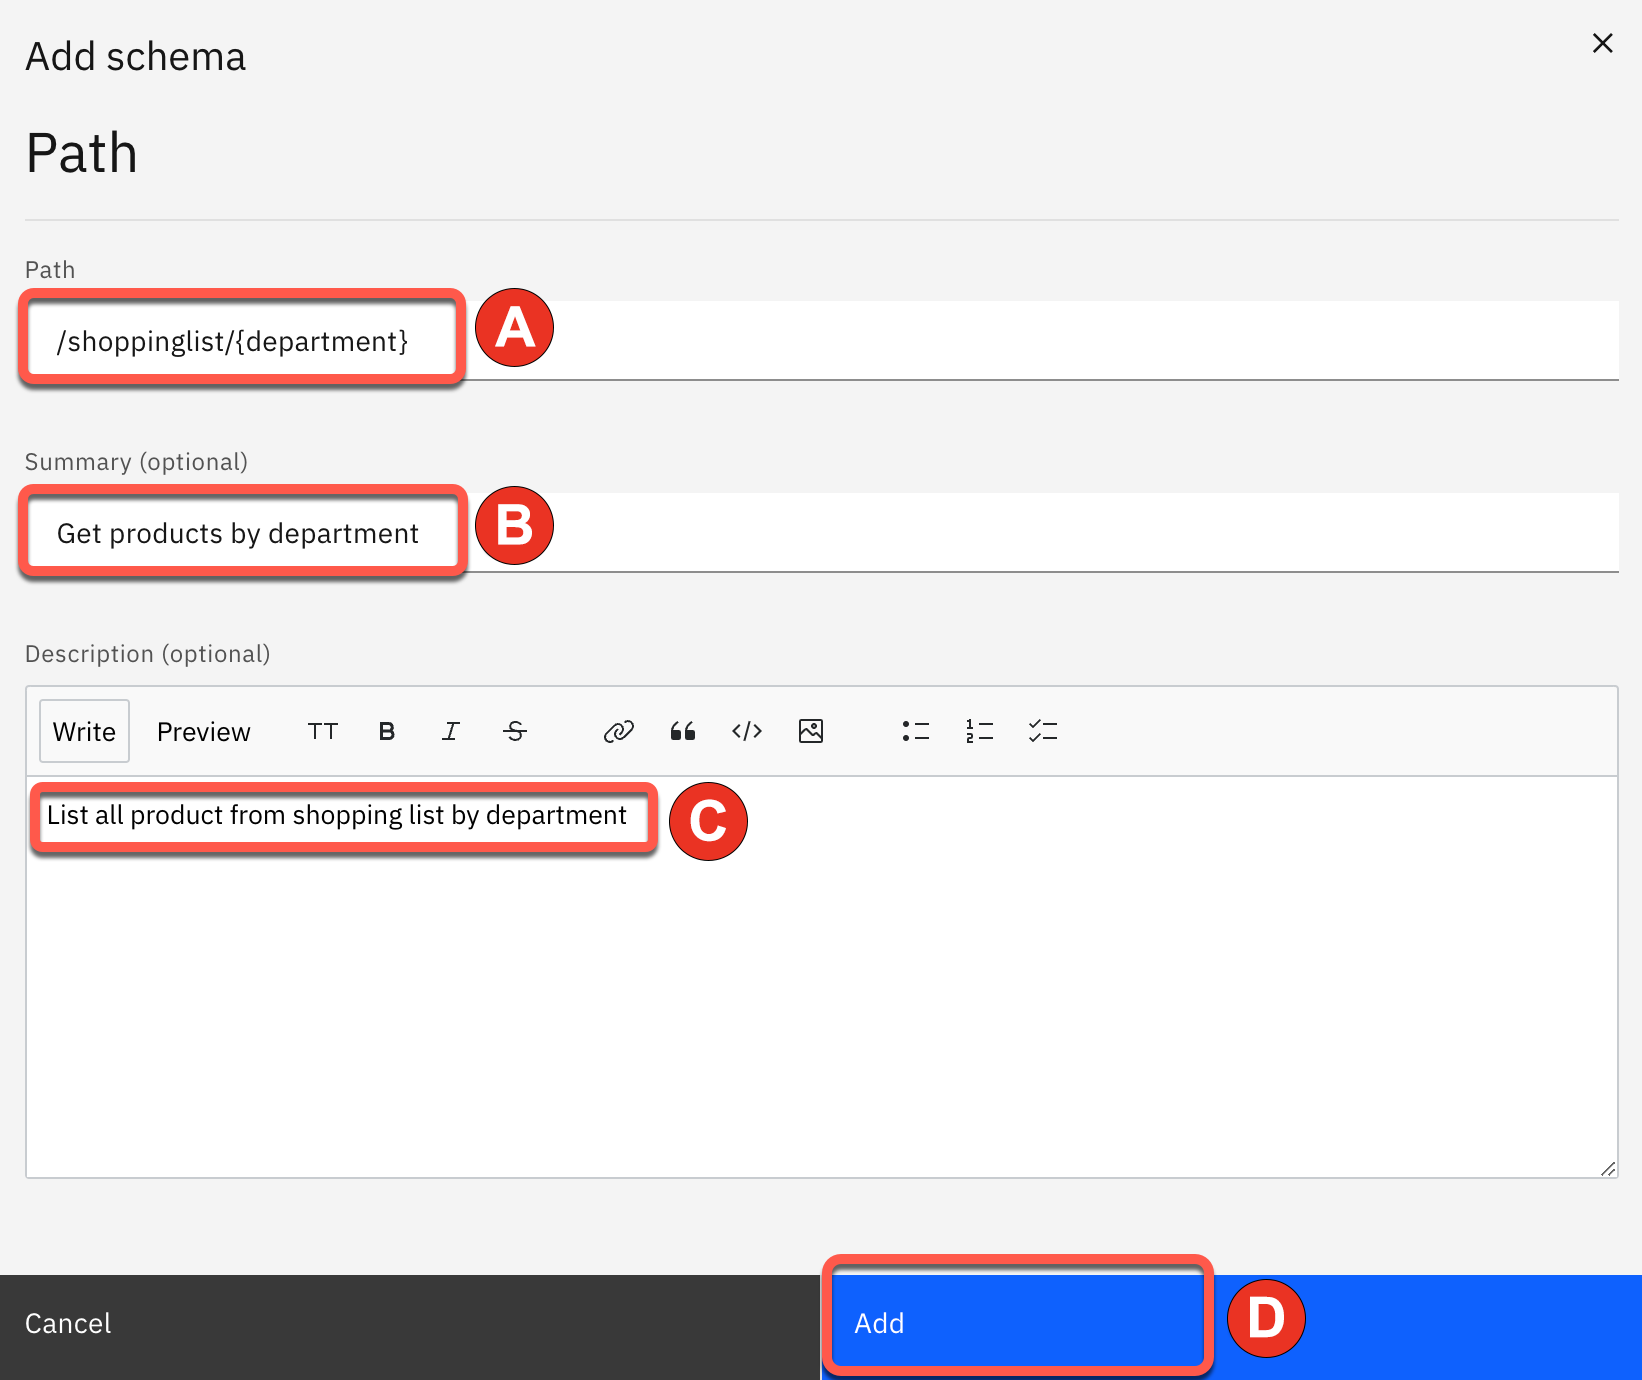 Add schema
Path
Path
/shoppinglist/{department}
A
Summary (optional)
Get products by department
B
Description (optional)
Write Preview TT B I S
List all product from shopping list by department
C
Cancel
Add
D